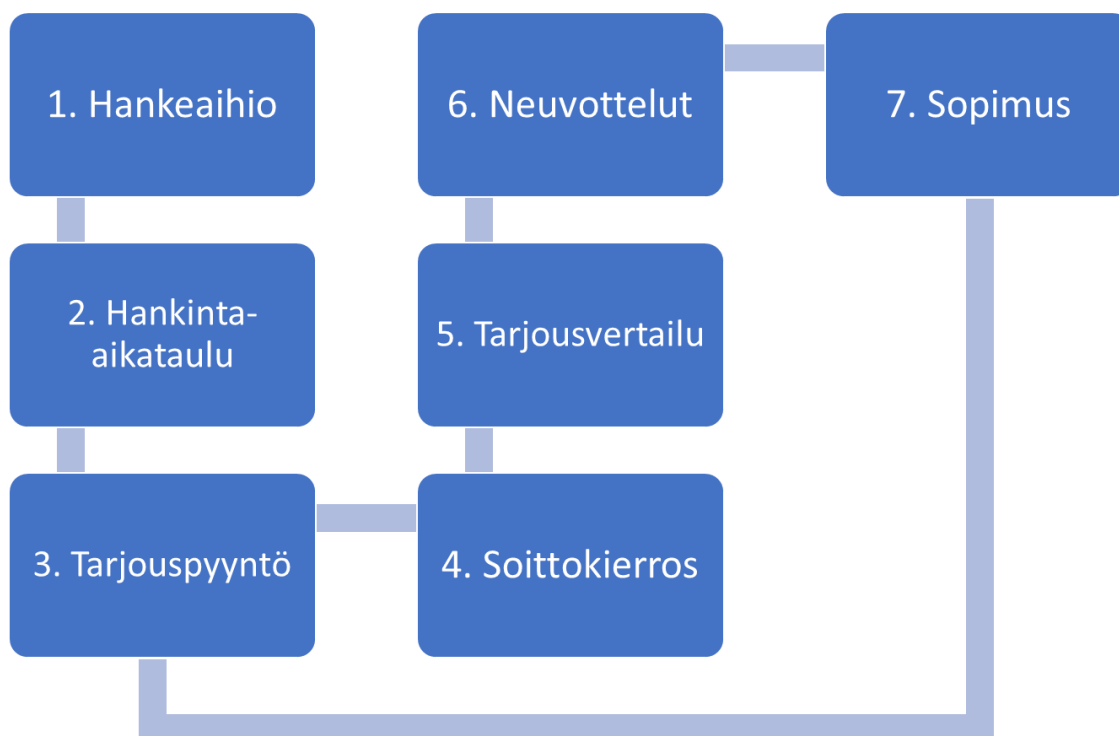 1. Hankeaihio
2. Hankinta-
aikataulu
3. Tarjouspyyntö
4. Soittokierros
5. Tarjousvertailu
6. Neuvottelut
7. Sopimus